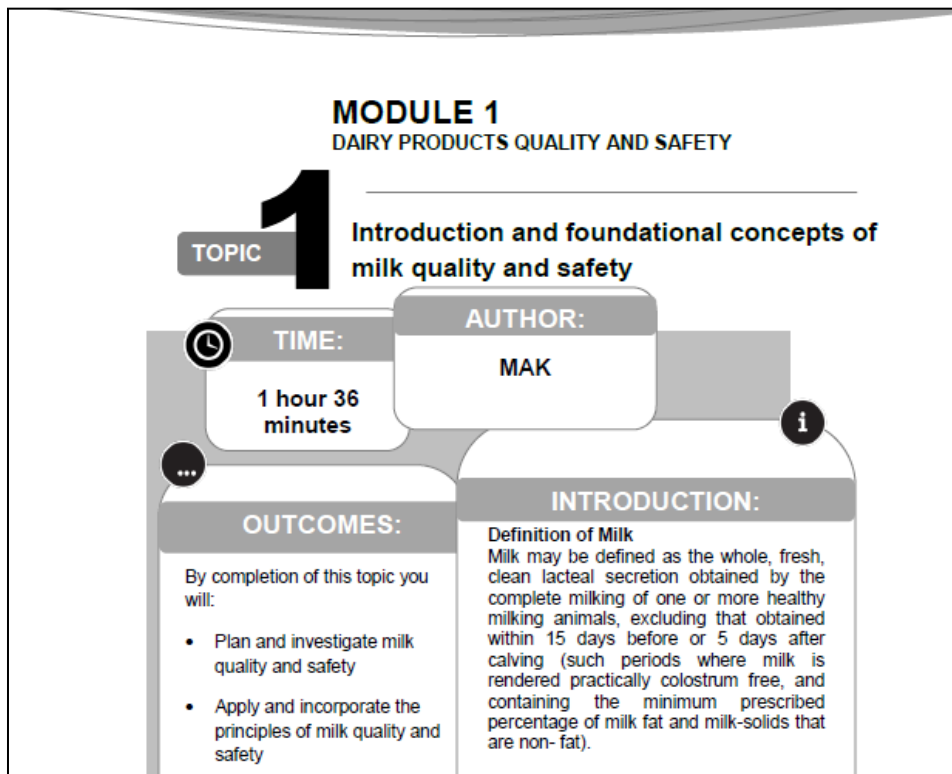 MODULE 1
DAIRY PRODUCTS QUALITY AND SAFETY
TOPIC 1
Introduction and foundational concepts of
milk quality and safety
TIME:
1 hour 36
minutes
AUTHOR:
MAK
OUTCOMES:
By completion of this topic you
will:
• Plan and investigate milk
quality and safety
• Apply and incorporate the
principles of milk quality and
safety
INTRODUCTION:
Definition of Milk
Milk may be defined as the whole, fresh,
clean lacteal secretion obtained by the
complete milking of one or more healthy
milking animals, excluding that obtained
within 15 days before or 5 days after
calving (such periods where milk is
rendered practically colostrum free, and
containing the minimum prescribed
percentage of milk fat and milk-solids that
are non- fat).